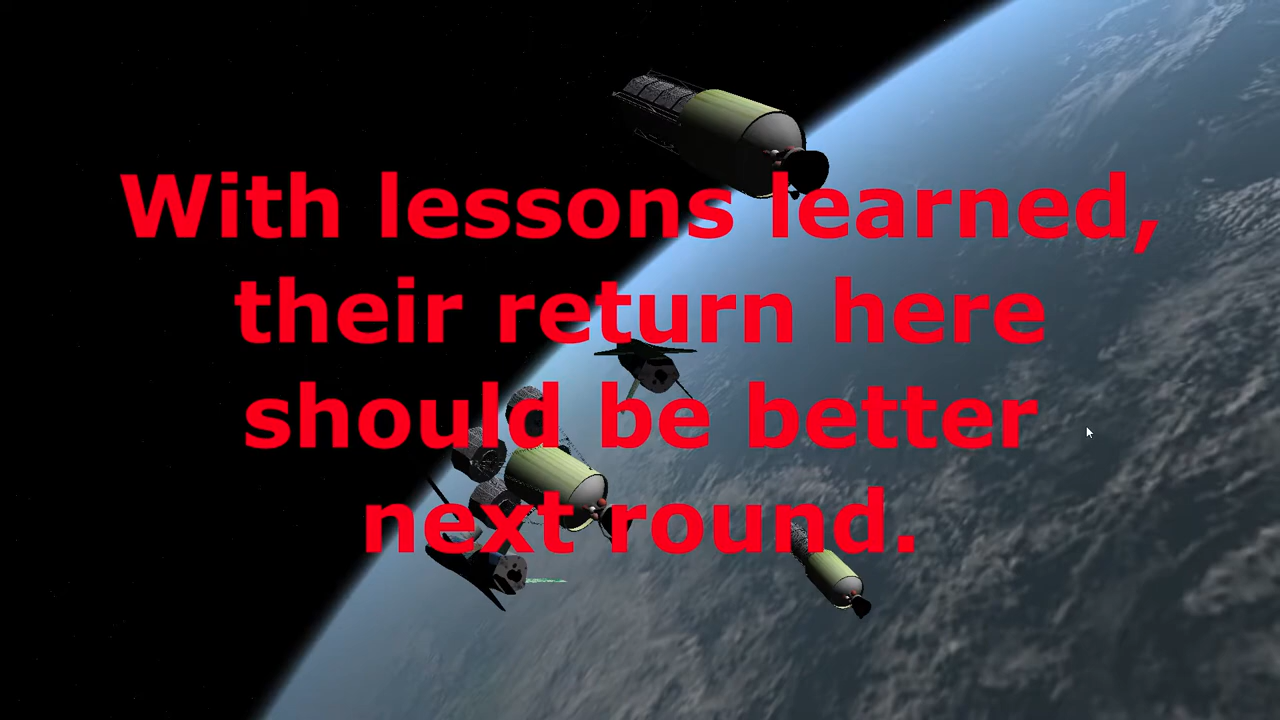 With lessons learned,
their return here
should be better
next round.